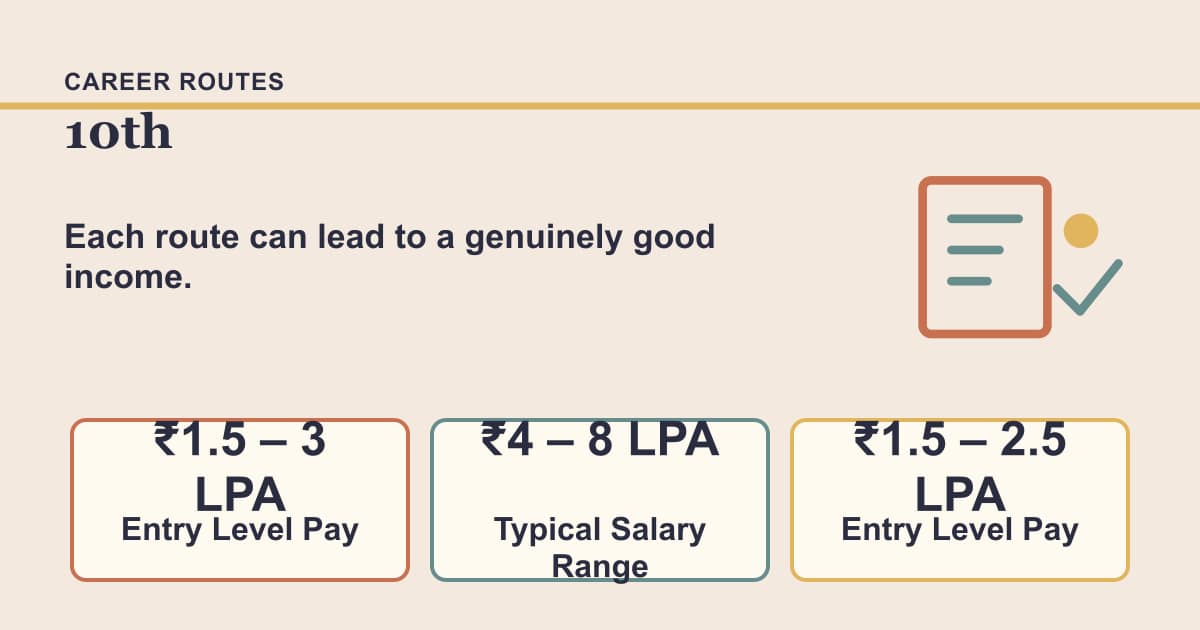 CAREER ROUTES
10th
Each route can lead to a genuinely good
income.
₹1.5 – 3
LPA
Entry Level Pay
₹4 – 8 LPA
Typical Salary
Range
₹1.5 – 2.5
LPA
Entry Level Pay